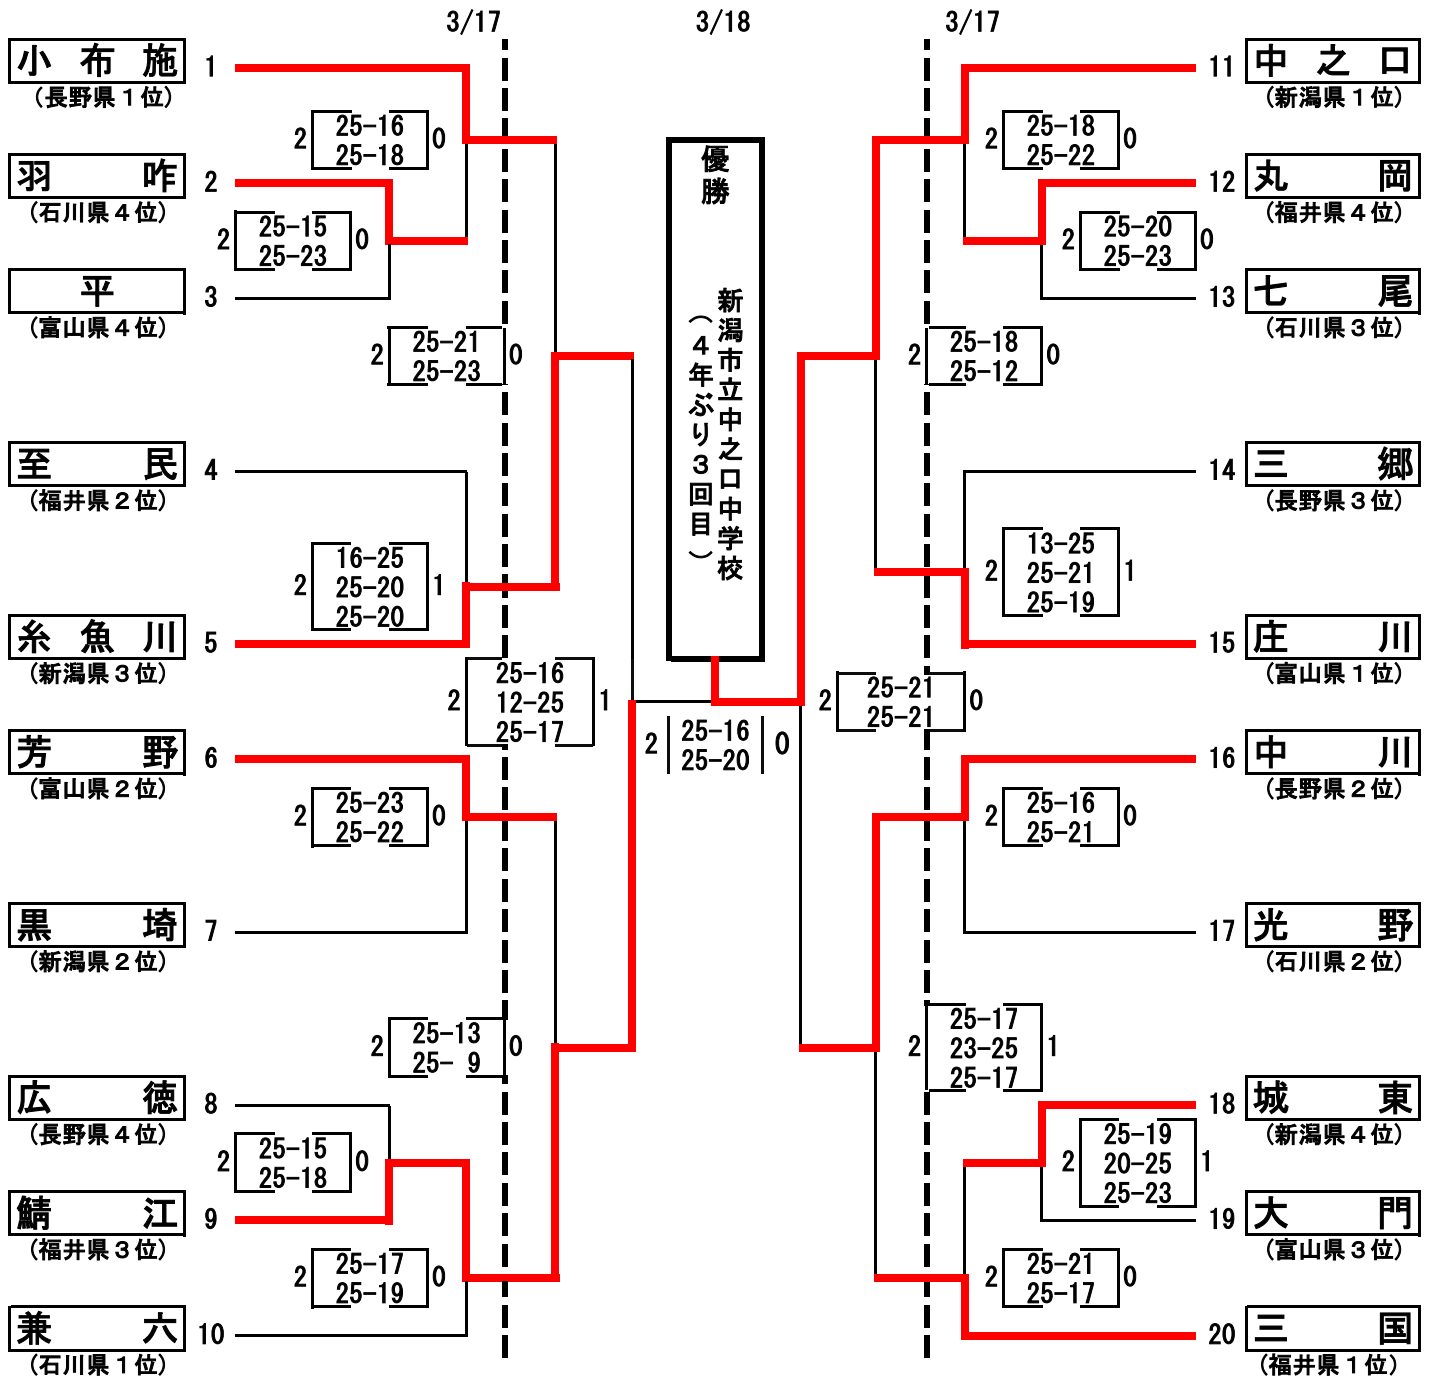 3/17
3/18
3/17
小布施 1
(長野県1位)
2 25-16 0
25-18
羽咋 2
(石川県4位)
2 25-15 0
25-23
平 3
(富山県4位)
2 25-21 0
25-23
至民 4
(福井県2位)
16-25
2 25-20 1
25-20
糸魚川 5
(新潟県3位)
25-16
2 12-25 1
25-17
芳野 6
(富山県2位)
2 25-23 0
25-22
黒埼 7
(新潟県2位)
2 25-13 0
25- 9
広徳 8
(長野県4位)
2 25-15 0
25-18
鯖江 9
(福井県3位)
2 25-17 0
25-19
兼六 10
(石川県1位)
優勝
新潟市立中之口中学校
(4年ぶり3回目)
2 25-16 0
25-20
11 中之口
(新潟県1位)
2 25-18 0
25-22
12 丸岡
(福井県4位)
2 25-20 0
25-23
13 七尾
(石川県3位)
2 25-18 0
25-12
14 三郷
(長野県3位)
13-25
2 25-21 1
25-19
15 庄川
(富山県1位)
2 25-21 0
25-21
16 中川
(長野県2位)
2 25-16 0
25-21
17 光野
(石川県2位)
25-17
2 23-25 1
25-17
18 城東
(新潟県4位)
25-19
2 20-25 1
25-23
19 大門
(富山県3位)
2 25-21 0
25-17
20 三国
(福井県1位)